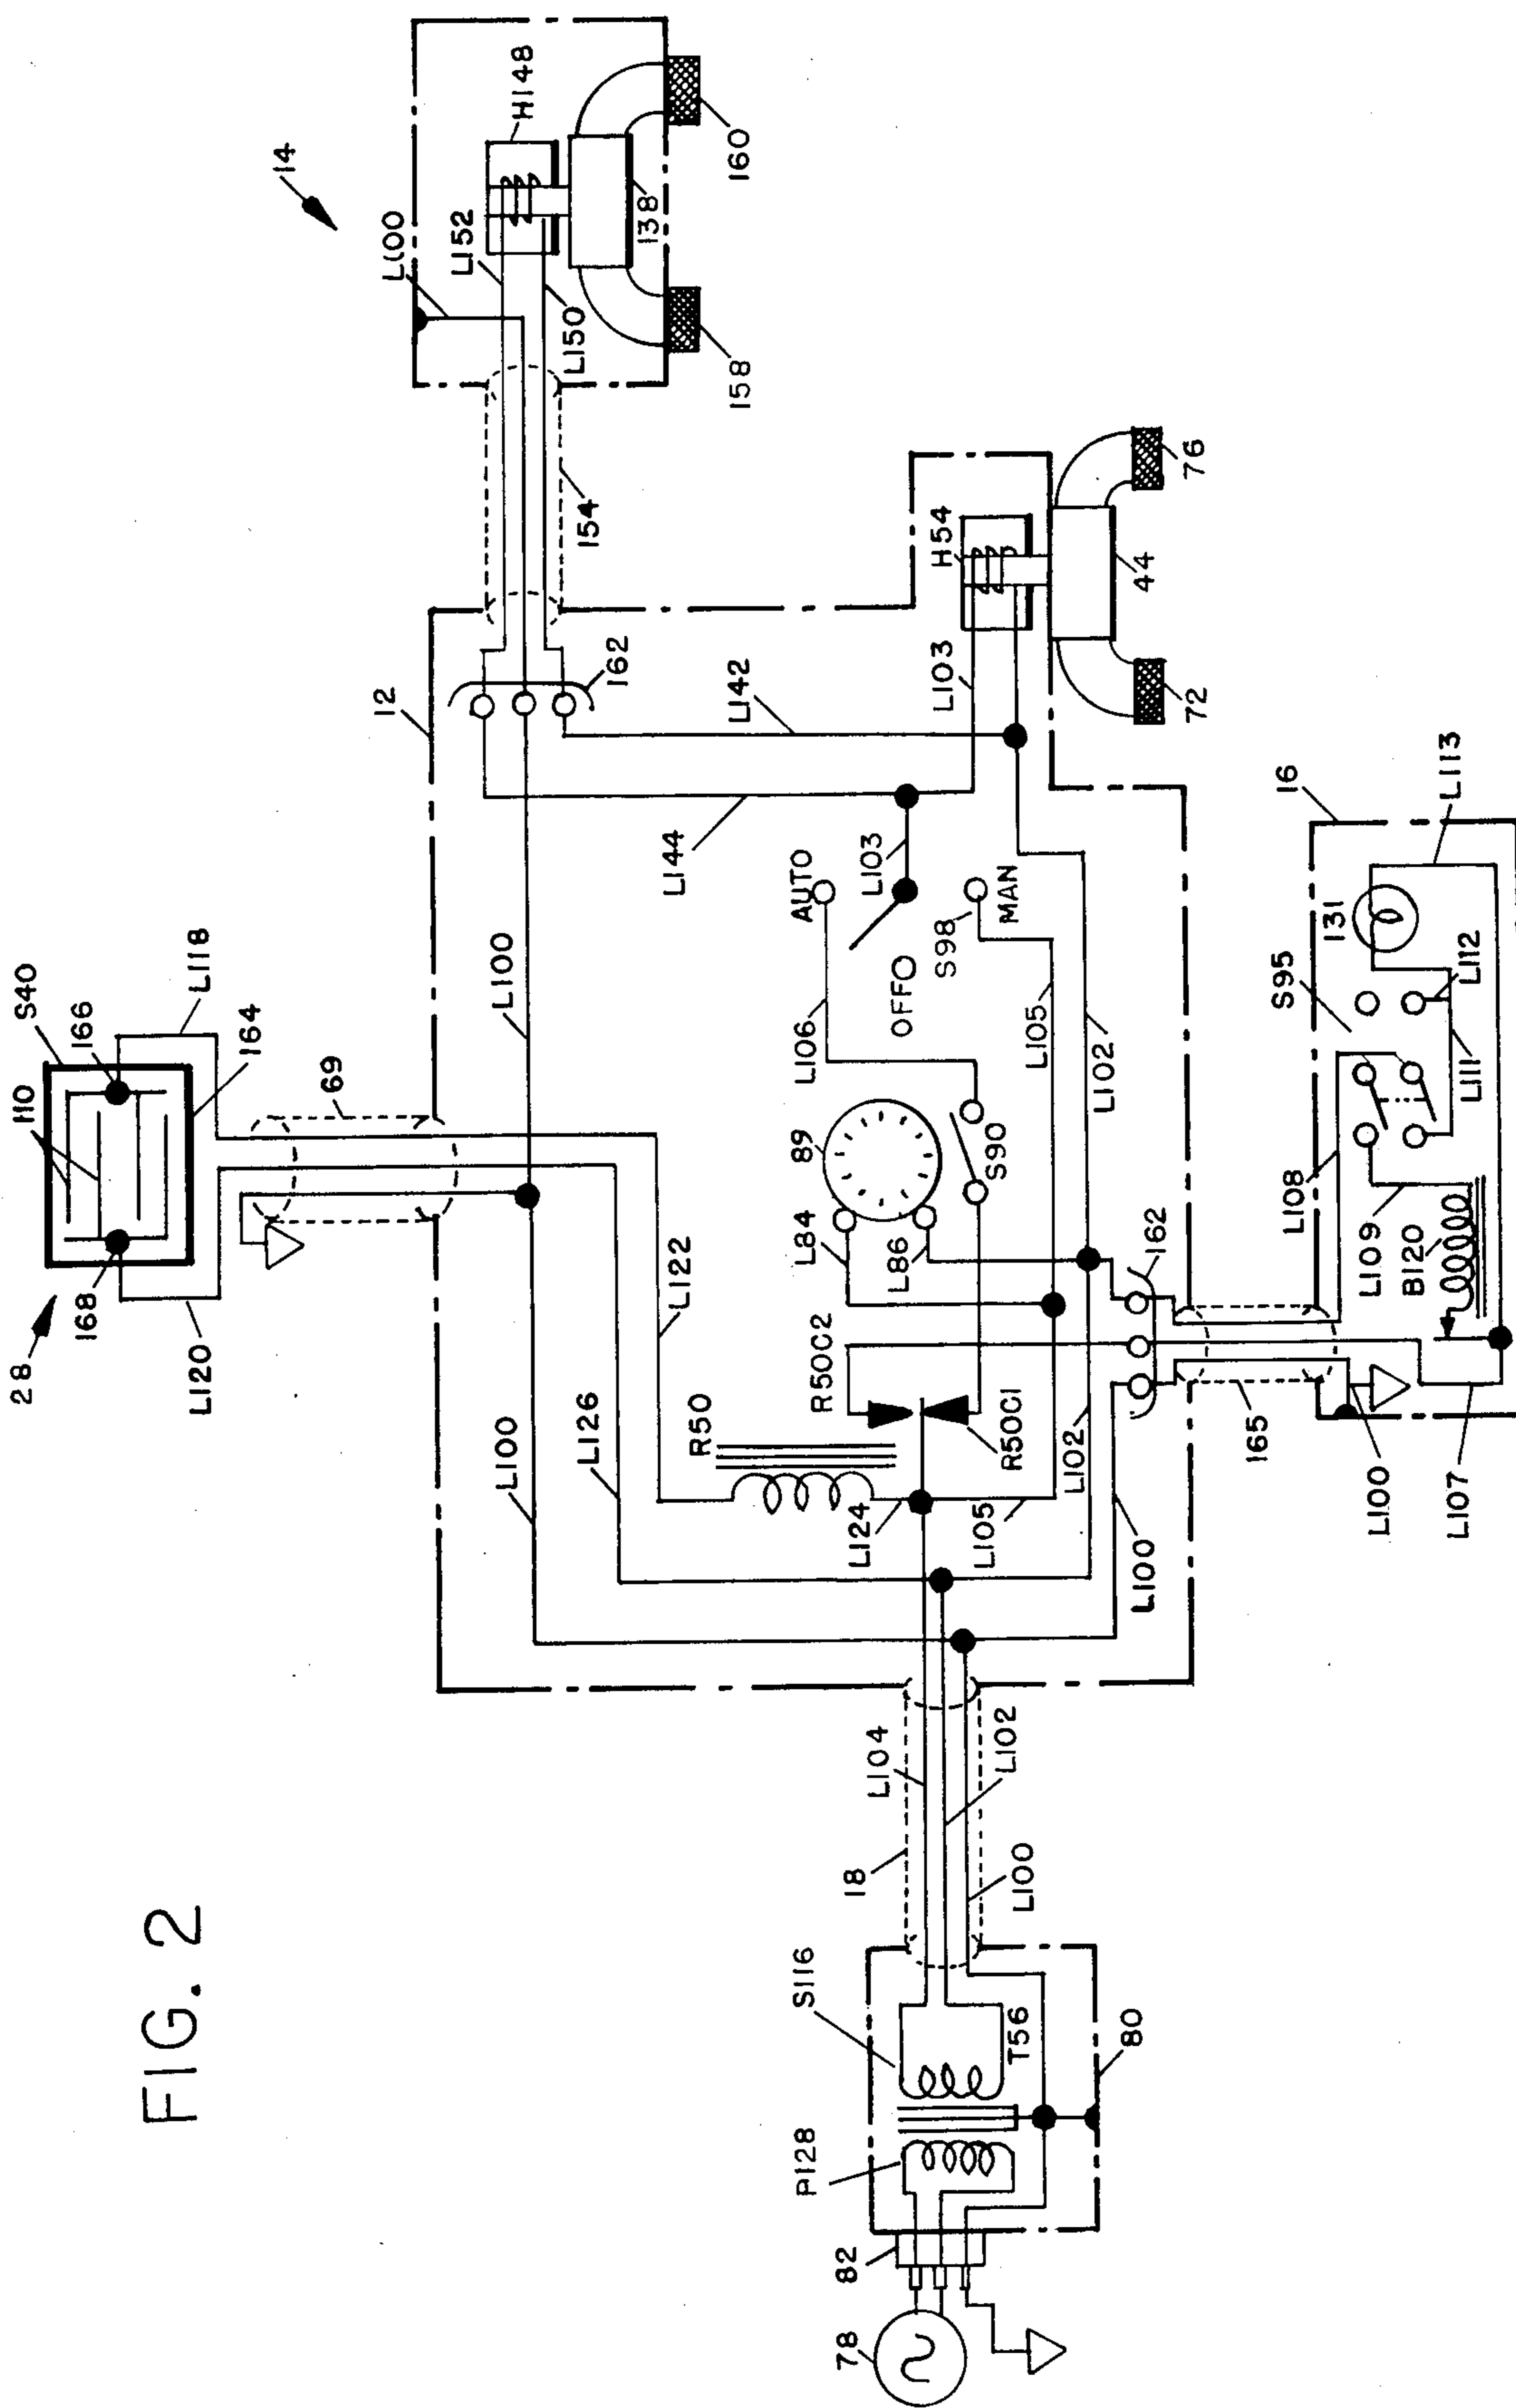 FIG. 2
28
S40
110
166
168
L118
164
L120
69
14
L100
L152
H148
L150
154
138
158
160
12
162
L100
L142
L144
L100
L126
L122
R50
R50C2
R50C1
L124
L105
L84
89
L86
S90
L106
AUTO
OFFO
L103
S98
MAN
L105
L102
L102
L100
L103
H54
44
72
76
162
165
L100
L107
16
L108
L109
B120
S95
131
L113
L112
L111
18
L104
L102
L100
78
82
P128
S116
T56
80